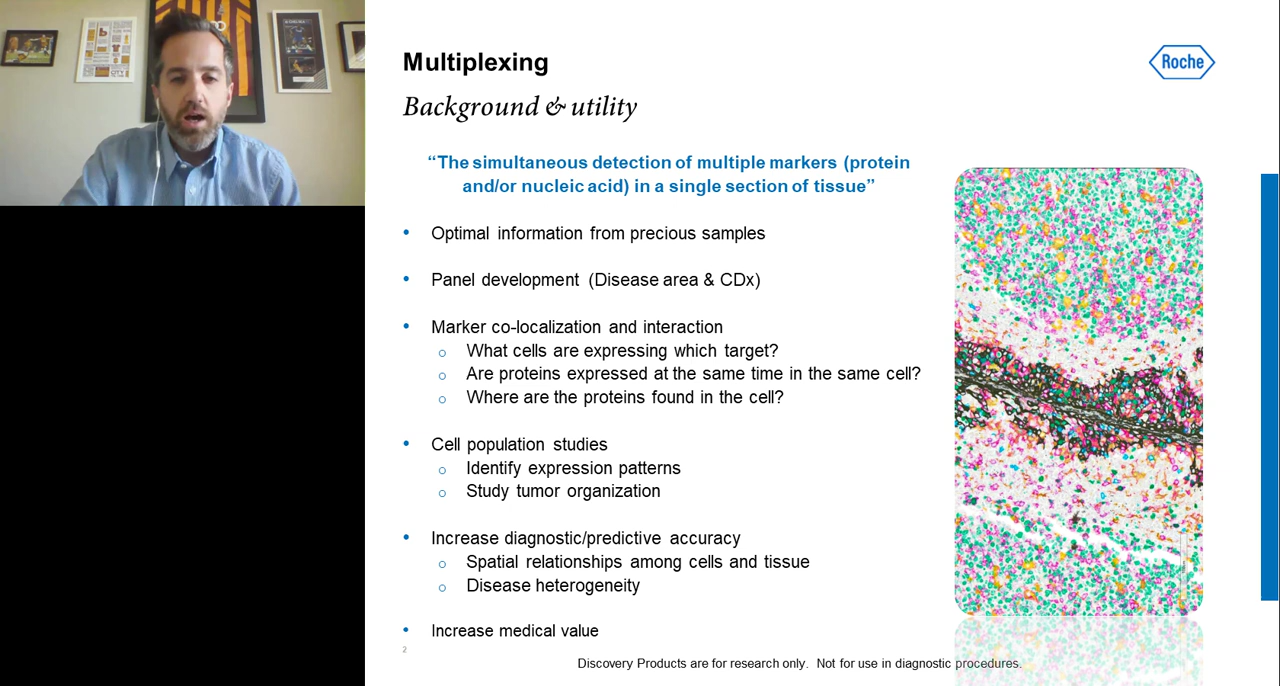 Multiplexing
Roche
Background & utility
“The simultaneous detection of multiple markers (protein
and/or nucleic acid) in a single section of tissue”
• Optimal information from precious samples
• Panel development (Disease area & CDx)
• Marker co-localization and interaction
o What cells are expressing which target?
o Are proteins expressed at the same time in the same cell?
o Where are the proteins found in the cell?
• Cell population studies
o Identify expression patterns
o Study tumor organization
• Increase diagnostic/predictive accuracy
o Spatial relationships among cells and tissue
o Disease heterogeneity
• Increase medical value
2
Discovery Products are for research only. Not for use in diagnostic procedures.